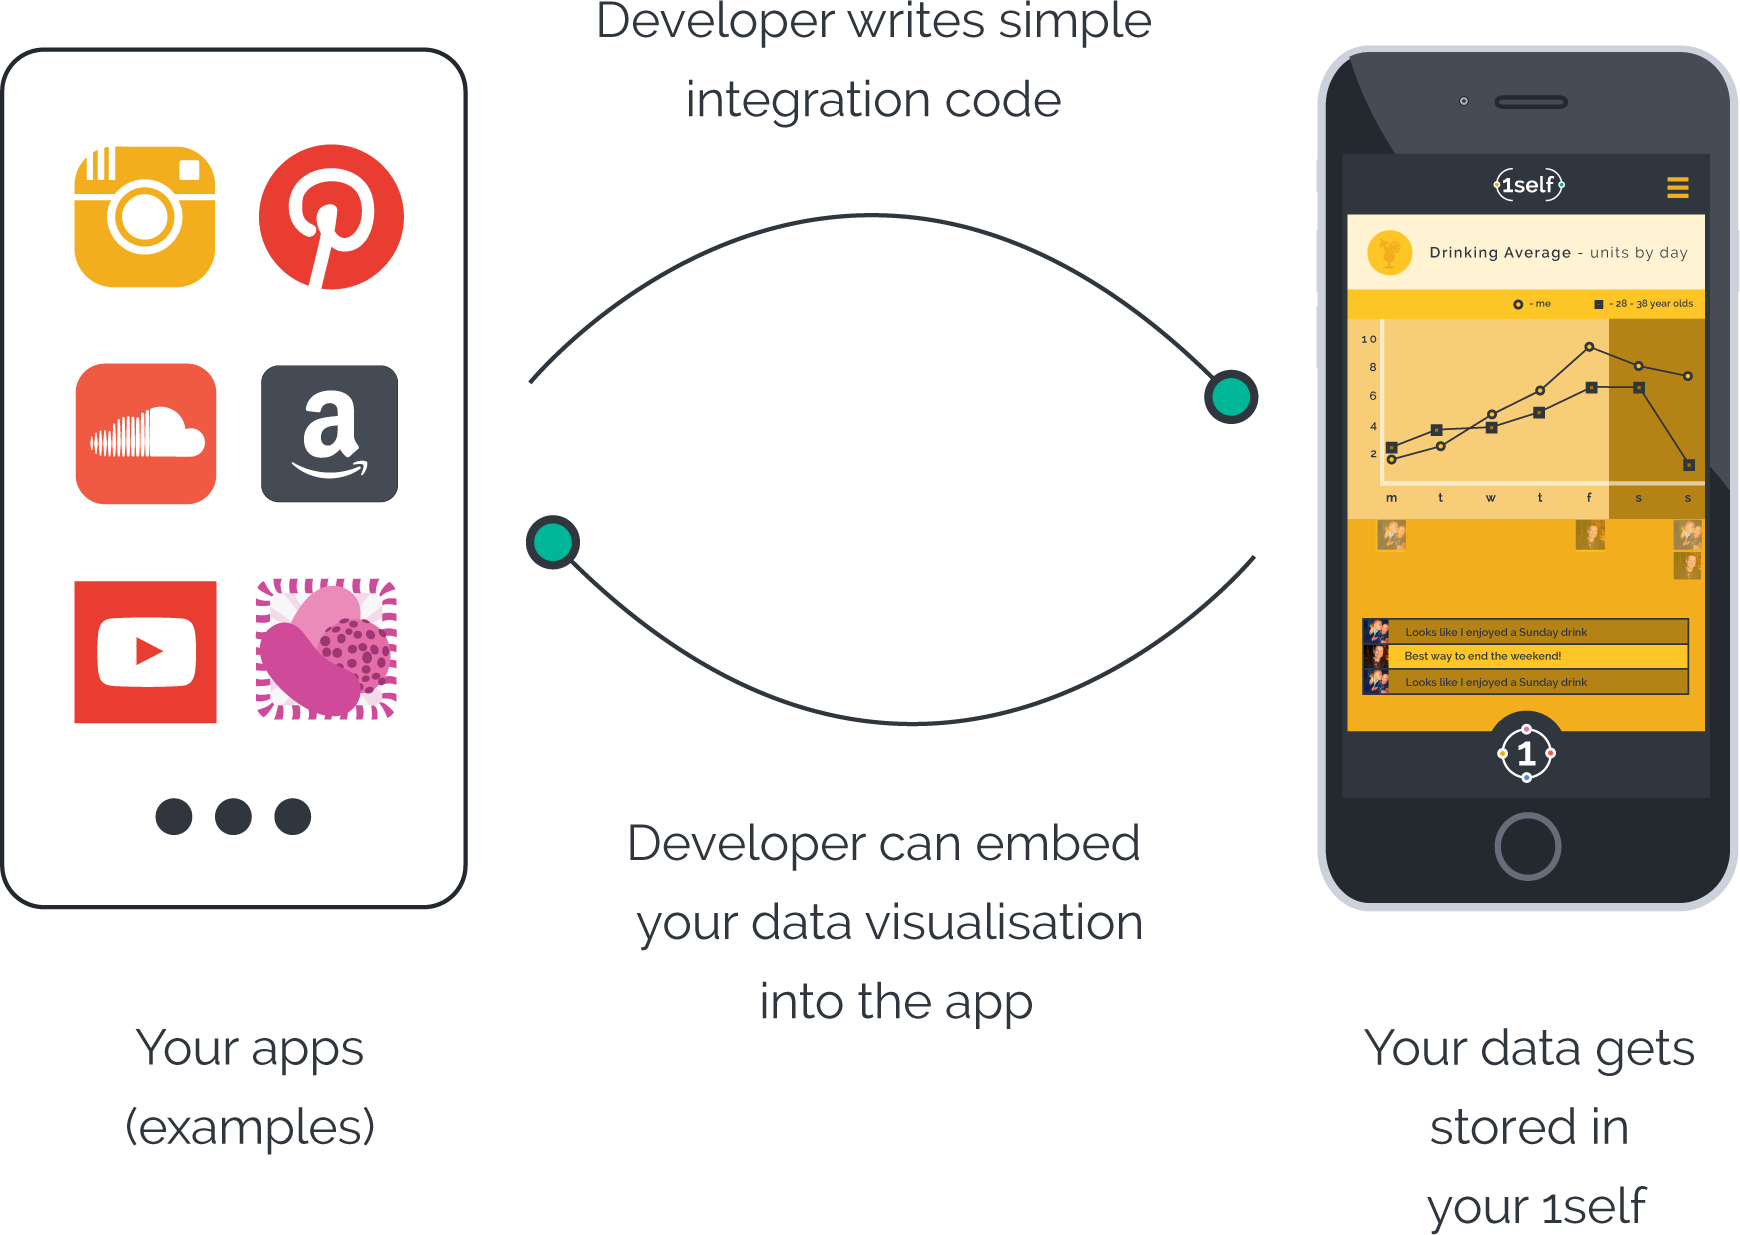 Developer writes simple
integration code
a
1self
Drinking Average - units by day
- me
- 28 - 38 year olds
10
8
6
4
2
m t w t f s s
Looks like I enjoyed a Sunday drink
Best way to end the weekend!
Looks like I enjoyed a Sunday drink
1
Developer can embed
your data visualisation
into the app
Your apps
(examples)
Your data gets
stored in
your 1self